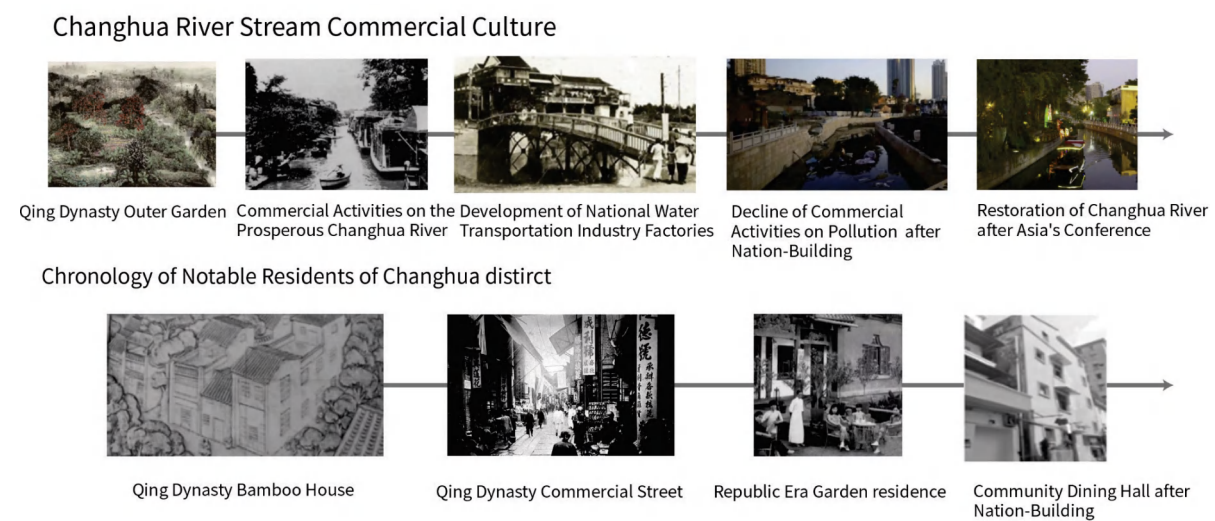 Changhua River Stream Commercial Culture
Qing Dynasty Outer Garden
Commercial Activities on the
Prosperous Changhua River
Development of National Water
Transportation Industry Factories
Decline of Commercial
Activities on Pollution after
Nation-Building
Restoration of Changhua River
after Asia's Conference
Chronology of Notable Residents of Changhua distirct
Qing Dynasty Bamboo House
Qing Dynasty Commercial Street
Republic Era Garden residence
Community Dining Hall after
Nation-Building